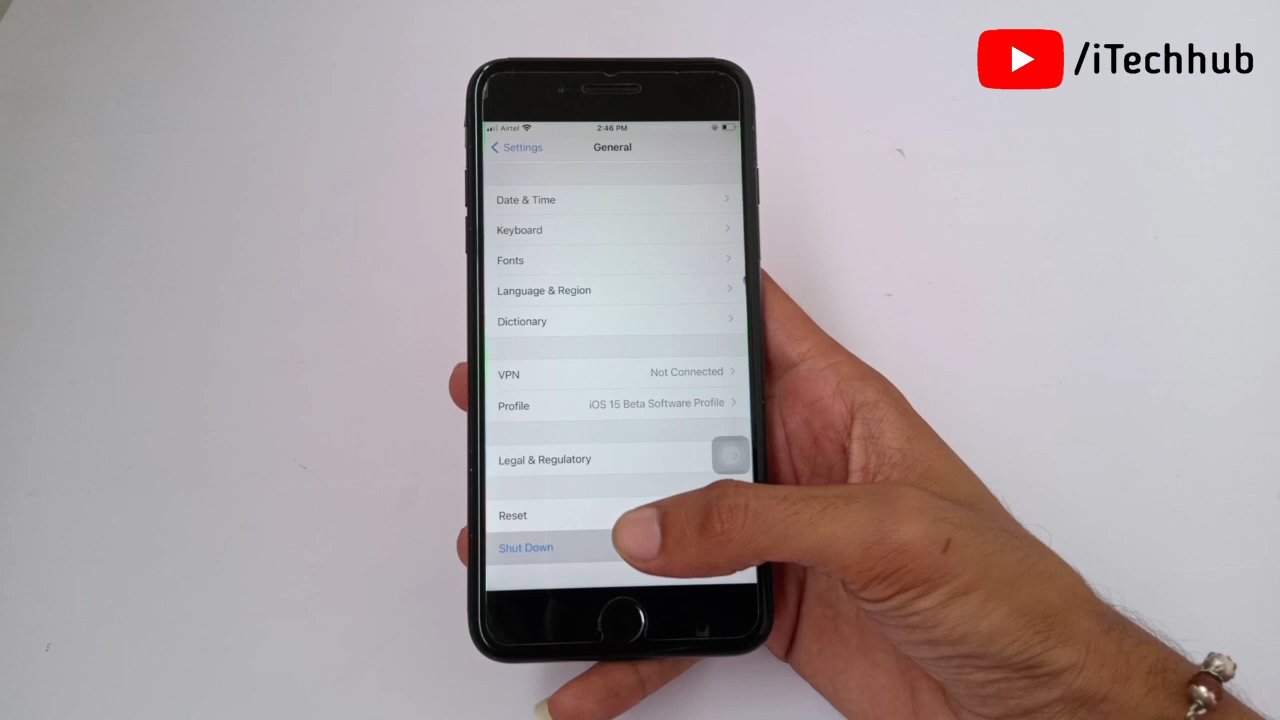 /iTechhub
Airtel 2:46 PM
Settings General
Date & Time
Keyboard
Fonts
Language & Region
Dictionary
VPN Not Connected
Profile iOS 15 Beta Software Profile
Legal & Regulatory
Reset
Shut Down